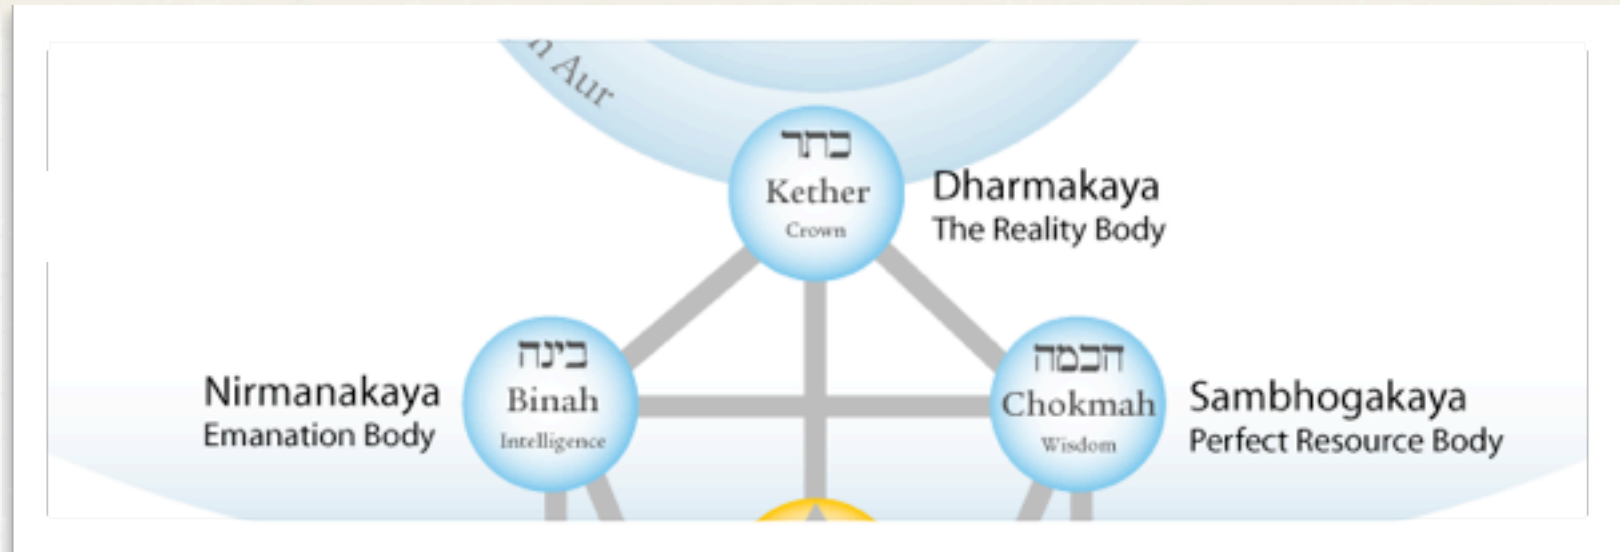 n Aur
כתר
Kether
Crown
Dharmakaya
The Reality Body
Nirmanakaya
Emanation Body
בינה
Binah
Intelligence
חכמה
Chokmah
Wisdom
Sambhogakaya
Perfect Resource Body